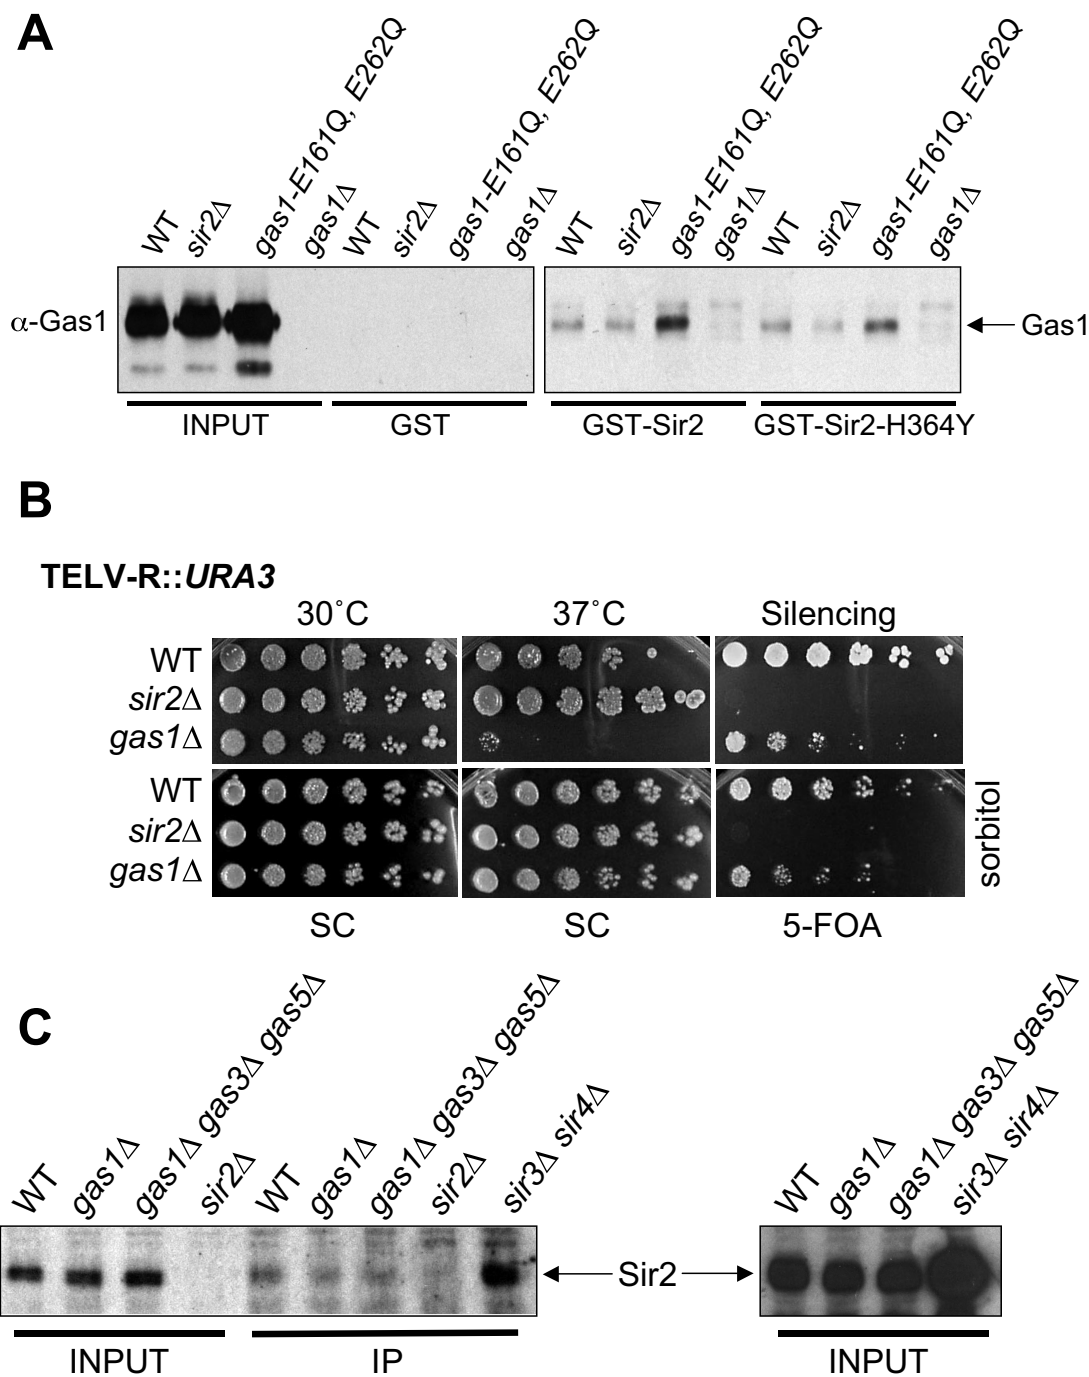 A
WT
sir2Δ
gas1-E161Q, E262Q
gas1Δ
WT
sir2Δ
gas1-E161Q, E262Q
gas1Δ
WT
sir2Δ
gas1-E161Q, E262Q
gas1Δ
WT
sir2Δ
gas1-E161Q, E262Q
gas1Δ
α-Gas1
Gas1
INPUT
GST
GST-Sir2
GST-Sir2-H364Y
B
TELV-R::URA3
30˚C
37˚C
Silencing
WT
sir2Δ
gas1Δ
WT
sir2Δ
gas1Δ
sorbitol
SC
SC
5-FOA
C
WT
gas1Δ
gas1Δ gas3Δ gas5Δ
sir2Δ
WT
gas1Δ
gas1Δ gas3Δ gas5Δ
sir2Δ
sir3Δ sir4Δ
WT
gas1Δ
gas1Δ gas3Δ gas5Δ
sir3Δ sir4Δ
Sir2
INPUT
IP
INPUT